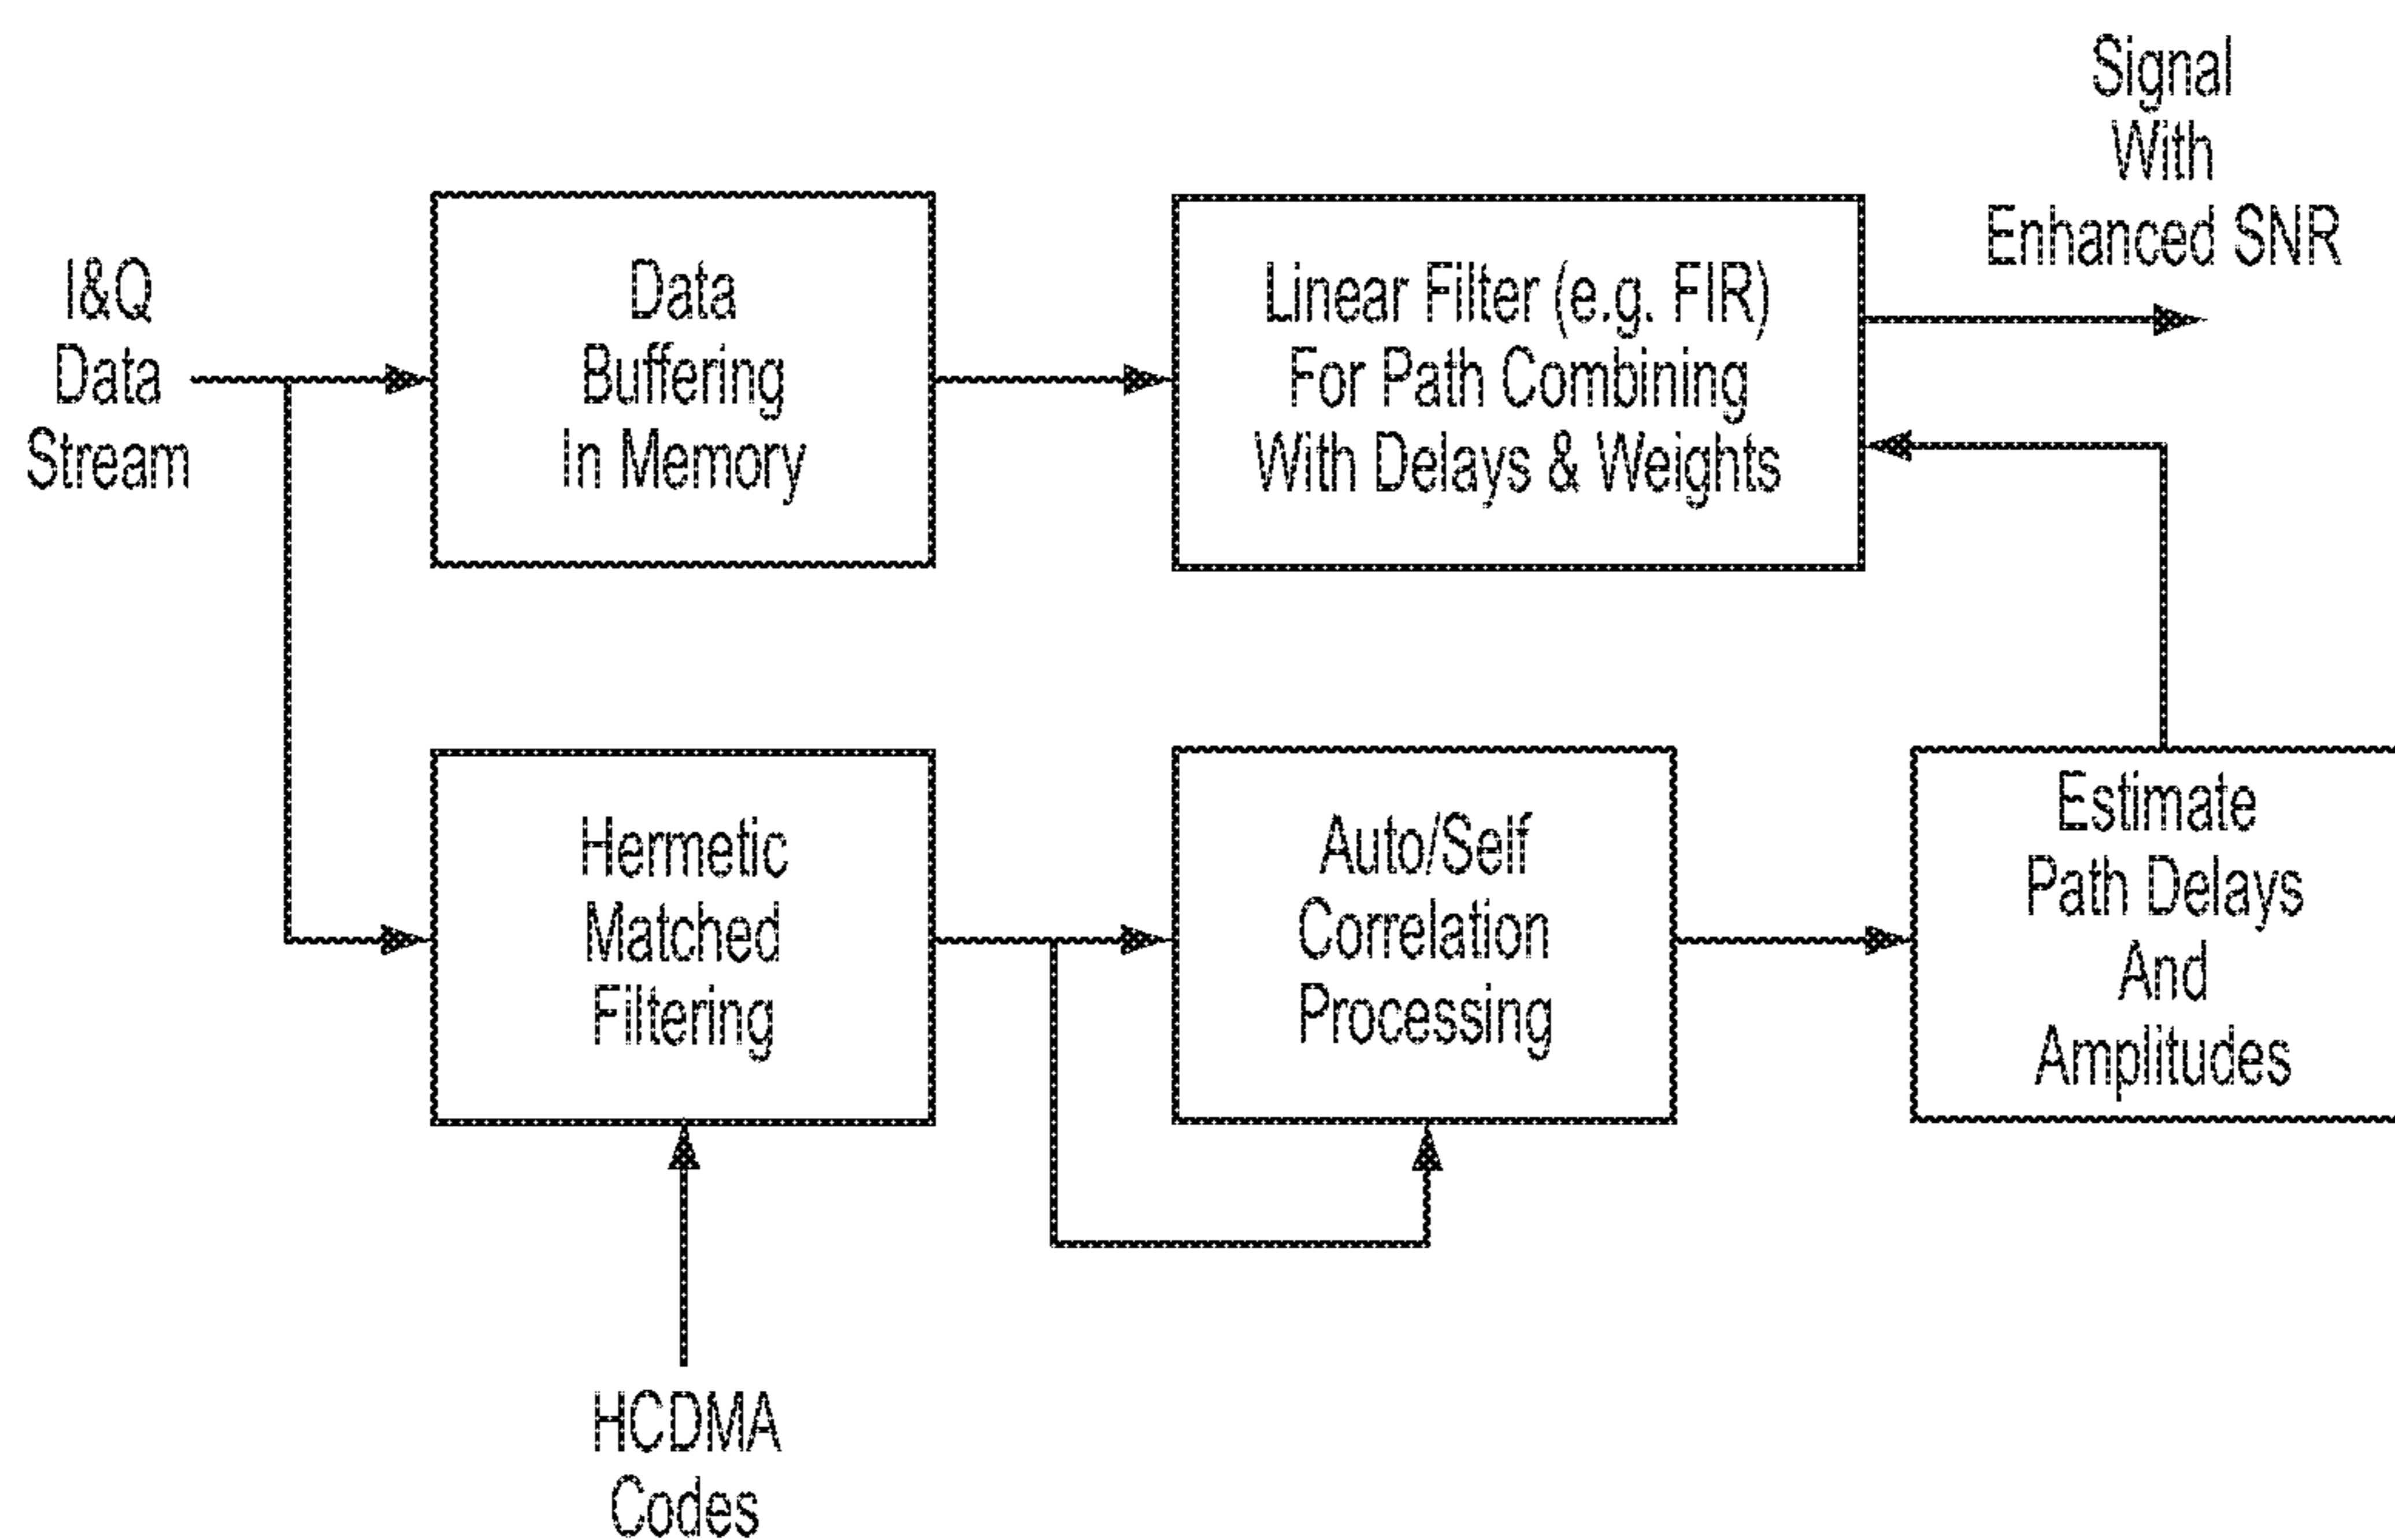 I&Q
Data
Stream
Data
Buffering
In Memory
Linear Filter (e.g. FIR)
For Path Combining
With Delays & Weights
Signal
With
Enhanced SNR
Hermetic
Matched
Filtering
Auto/Self
Correlation
Processing
Estimate
Path Delays
And
Amplitudes
HCDMA
Codes